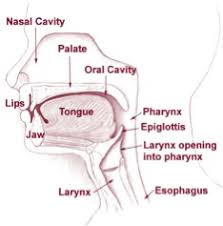 Nasal Cavity
Palate
Oral Cavity
Lips
Tongue
Jaw
Pharynx
Epiglottis
Larynx opening
into pharynx
Larynx
Esophagus